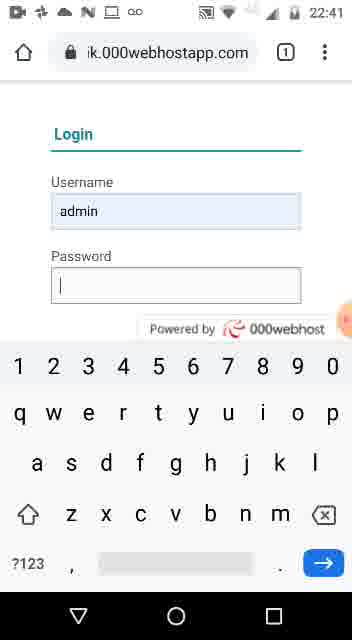 22:41
ik.000webhostapp.com
1
Login
Username
admin
Password
Powered by 000webhost
1 2 3 4 5 6 7 8 9 0
q w e r t y u i o p
a s d f g h j k l
z x c v b n m
?123 , .